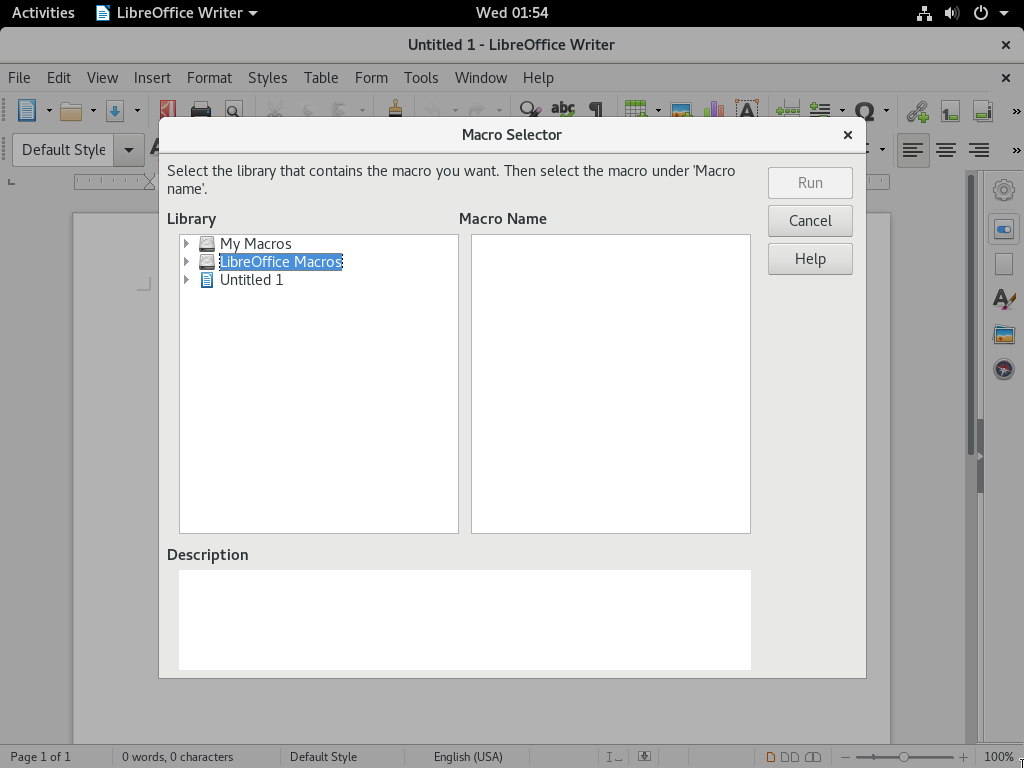 Activities LibreOffice Writer Wed 01:54
Untitled 1 - LibreOffice Writer
File Edit View Insert Format Styles Table Form Tools Window Help
Default Style
Macro Selector
Select the library that contains the macro you want. Then select the macro under 'Macro
name'.
Run
Cancel
Help
Library Macro Name
My Macros
LibreOffice Macros
Untitled 1
Description
Page 1 of 1 0 words, 0 characters Default Style English (USA) 100%